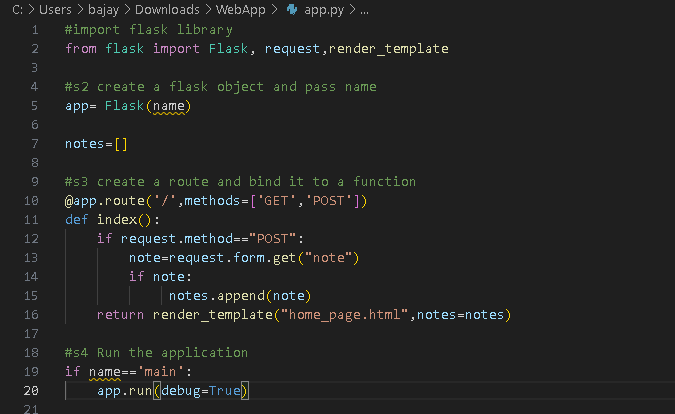 C: > Users > bajay > Downloads > WebApp > app.py > ...
1 #import flask library
2 from flask import Flask, request,render_template
3
4 #s2 create a flask object and pass name
5 app= Flask(name)
6
7 notes=[]
8
9 #s3 create a route and bind it to a function
10 @app.route('/',methods=['GET','POST'])
11 def index():
12     if request.method=="POST":
13         note=request.form.get("note")
14         if note:
15             notes.append(note)
16     return render_template("home_page.html",notes=notes)
17
18 #s4 Run the application
19 if name=='main':
20     app.run(debug=True)
21